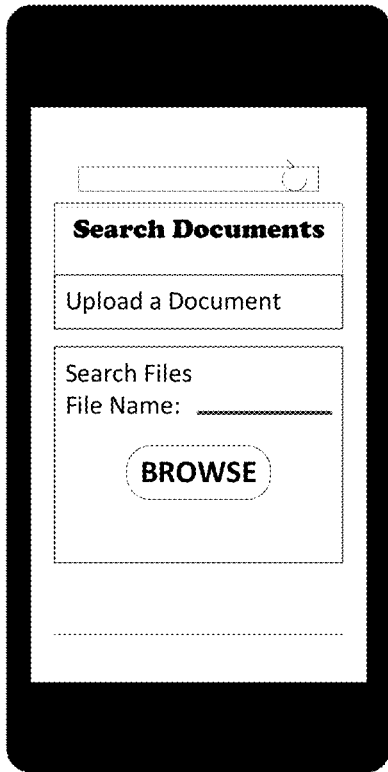 Search Documents
Upload a Document
Search Files
File Name:
BROWSE